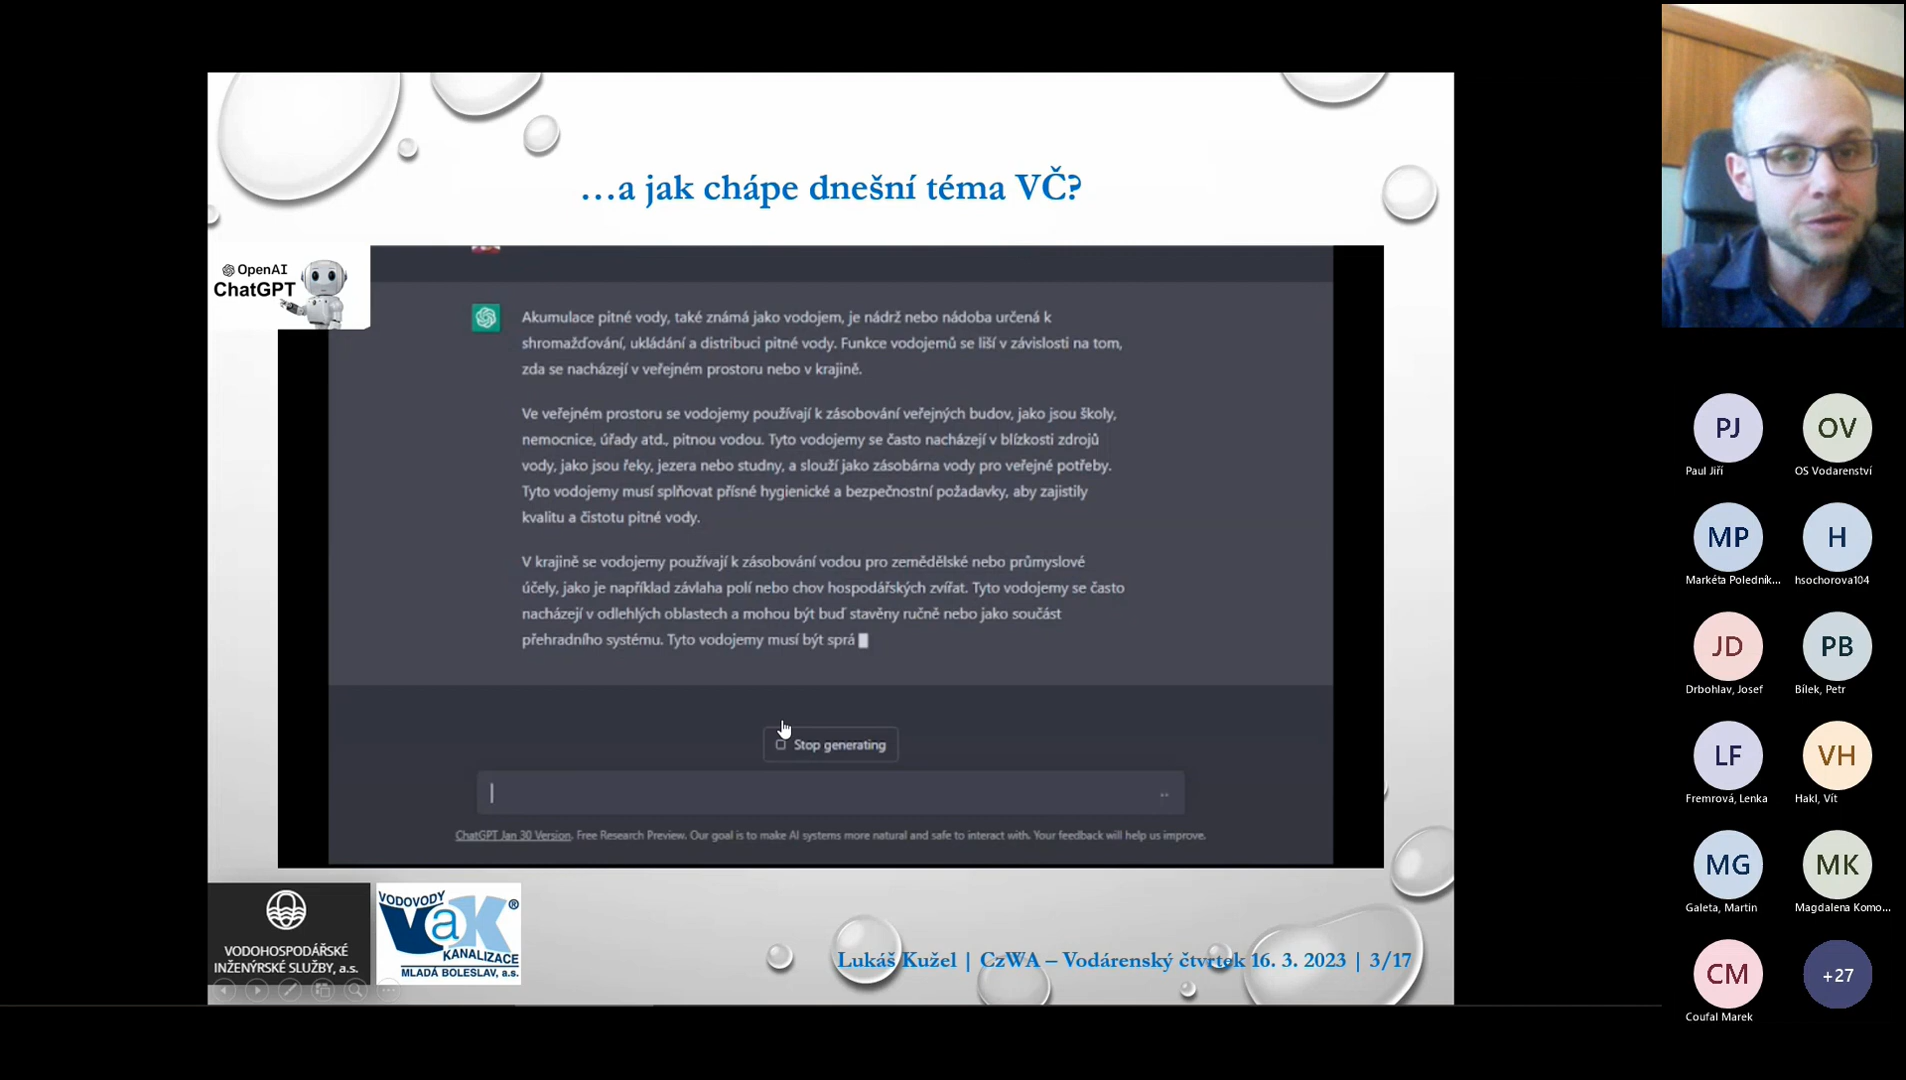 …a jak chápe dnešní téma VČ?
OpenAI
ChatGPT
Akumulace pitné vody, také známá jako vodojem, je nádrž nebo nádoba určená k
shromažďování, ukládání a distribuci pitné vody. Funkce vodojemů se liší v závislosti na tom,
zda se nacházejí v veřejném prostoru nebo v krajině.
Ve veřejném prostoru se vodojemy používají k zásobování veřejných budov, jako jsou školy,
nemocnice, úřady atd., pitnou vodou. Tyto vodojemy se často nacházejí v blízkosti zdrojů
vody, jako jsou řeky, jezera nebo studny, a slouží jako zásobárna vody pro veřejné potřeby.
Tyto vodojemy musí splňovat přísné hygienické a bezpečnostní požadavky, aby zajistily
kvalitu a čistotu pitné vody.
V krajině se vodojemy používají k zásobování vodou pro zemědělské nebo průmyslové
účely, jako je například závlaha polí nebo chov hospodářských zvířat. Tyto vodojemy se často
nacházejí v odlehlých oblastech a mohou být buď stavěny ručně nebo jako součást
přehradního systému. Tyto vodojemy musí být sprá
Stop generating
ChatGPT Jan 30 Version. Free Research Preview. Our goal is to make AI systems more natural and safe to interact with. Your feedback will help us improve.
VODOHOSPODÁŘSKÉ
INŽENÝRSKÉ SLUŽBY, a.s.
VODOVODY
VaK®
KANALIZACE
MLADÁ BOLESLAV, a.s.
Lukáš Kužel | CzWA – Vodárenský čtvrtek 16. 3. 2023 | 3/17
PJ
Paul Jiří
OV
OS Vodarenství
MP
Markéta Poledník...
H
hsochorova104
JD
Drbohlav, Josef
PB
Bílek, Petr
LF
Fremrová, Lenka
VH
Hakl, Vít
MG
Galeta, Martin
MK
Magdalena Komo...
CM
Coufal Marek
+27